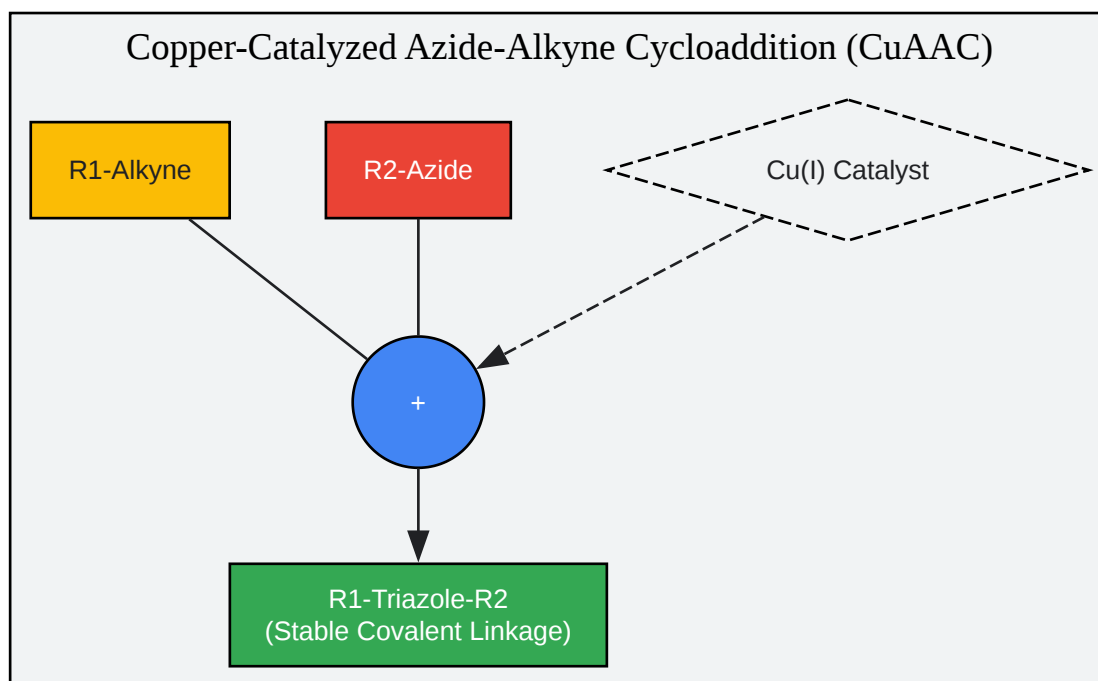 Copper-Catalyzed Azide-Alkyne Cycloaddition (CuAAC)
R1-Alkyne
R2-Azide
Cu(I) Catalyst
+
R1-Triazole-R2
(Stable Covalent Linkage)